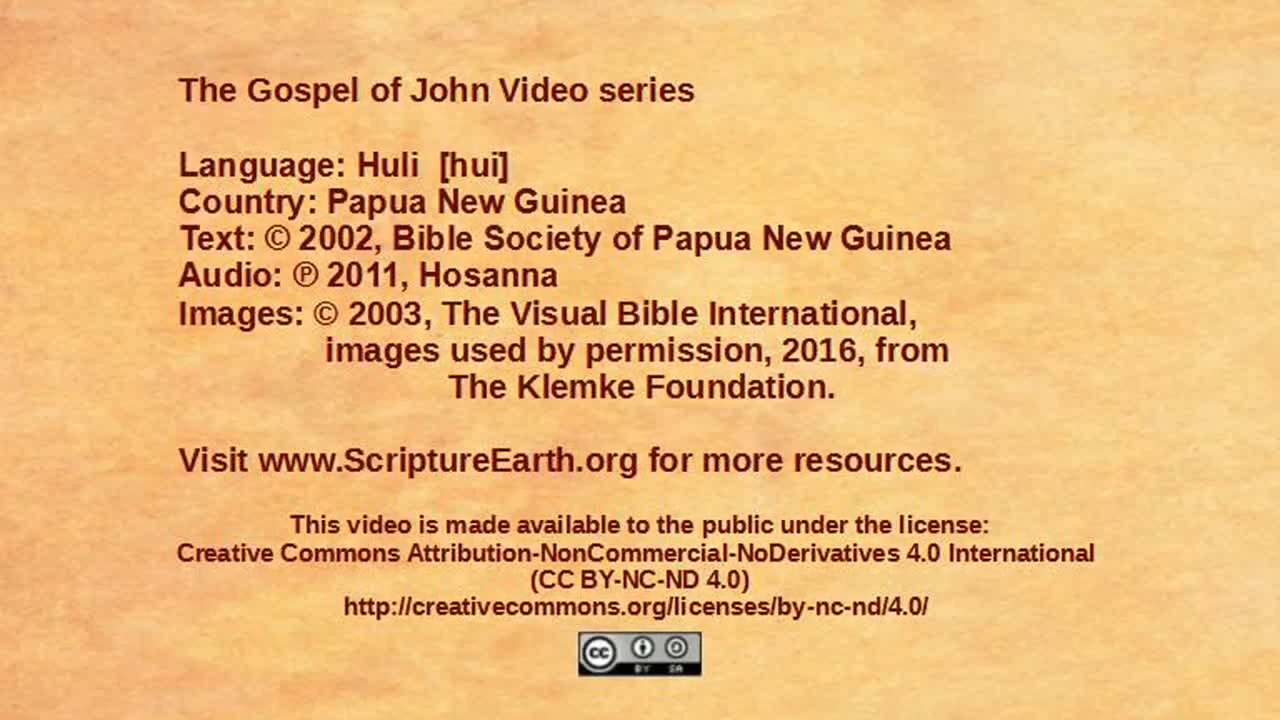 The Gospel of John Video series
Language: Huli [hui]
Country: Papua New Guinea
Text: © 2002, Bible Society of Papua New Guinea
Audio: ℗ 2011, Hosanna
Images: © 2003, The Visual Bible International,
images used by permission, 2016, from
The Klemke Foundation.
Visit www.ScriptureEarth.org for more resources.
This video is made available to the public under the license:
Creative Commons Attribution-NonCommercial-NoDerivatives 4.0 International
(CC BY-NC-ND 4.0)
http://creativecommons.org/licenses/by-nc-nd/4.0/
cc BY SA